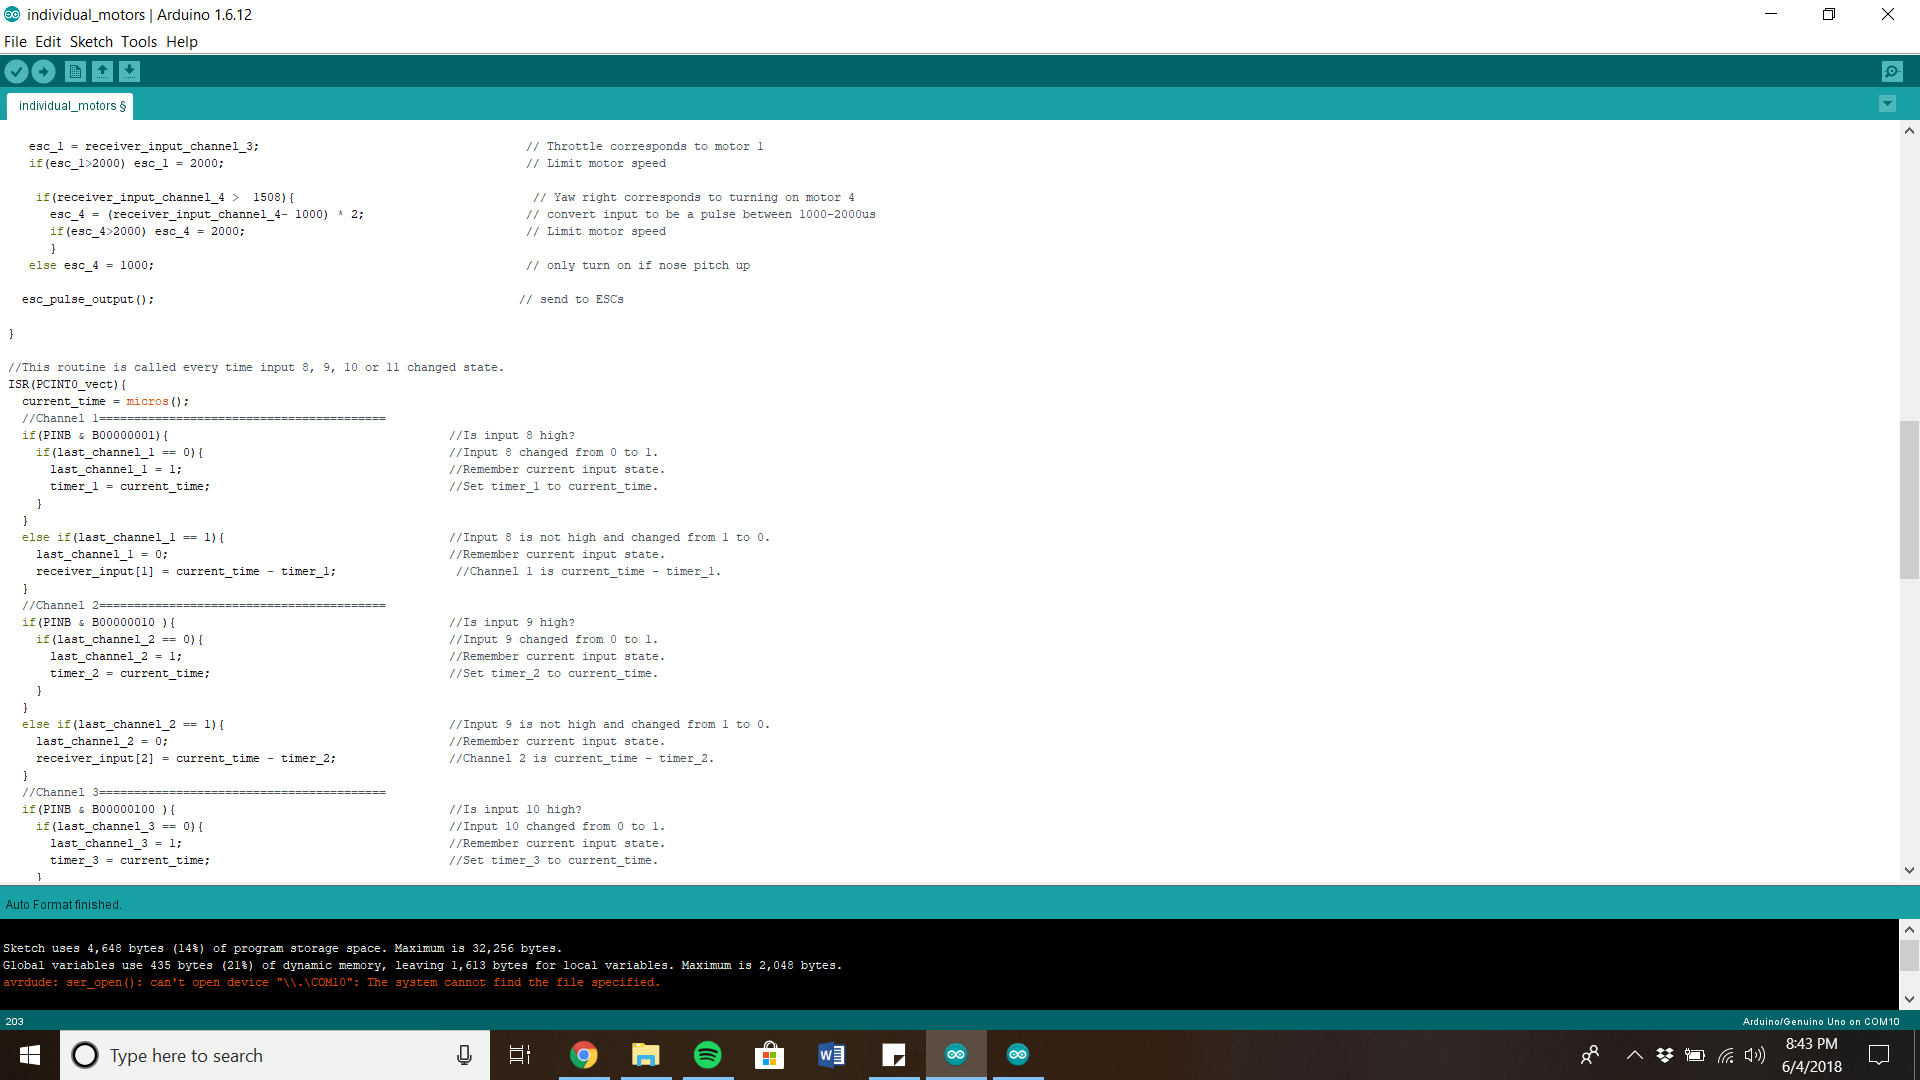 individual_motors | Arduino 1.6.12
File Edit Sketch Tools Help
individual_motors §
esc_1 = receiver_input_channel_3; // Throttle corresponds to motor 1
if(esc_1>2000) esc_1 = 2000; // Limit motor speed
if(receiver_input_channel_4 > 1508){ // Yaw right corresponds to turning on motor 4
esc_4 = (receiver_input_channel_4- 1000) * 2; // convert input to be a pulse between 1000-2000us
if(esc_4>2000) esc_4 = 2000; // Limit motor speed
}
else esc_4 = 1000; // only turn on if nose pitch up
esc_pulse_output(); // send to ESCs
}
//This routine is called every time input 8, 9, 10 or 11 changed state.
ISR(PCINT0_vect){
current_time = micros();
//Channel 1=========================================
if(PINB & B00000001){ //Is input 8 high?
if(last_channel_1 == 0){ //Input 8 changed from 0 to 1.
last_channel_1 = 1; //Remember current input state.
timer_1 = current_time; //Set timer_1 to current_time.
}
}
else if(last_channel_1 == 1){ //Input 8 is not high and changed from 1 to 0.
last_channel_1 = 0; //Remember current input state.
receiver_input[1] = current_time - timer_1; //Channel 1 is current_time - timer_1.
}
//Channel 2=========================================
if(PINB & B00000010 ){ //Is input 9 high?
if(last_channel_2 == 0){ //Input 9 changed from 0 to 1.
last_channel_2 = 1; //Remember current input state.
timer_2 = current_time; //Set timer_2 to current_time.
}
}
else if(last_channel_2 == 1){ //Input 9 is not high and changed from 1 to 0.
last_channel_2 = 0; //Remember current input state.
receiver_input[2] = current_time - timer_2; //Channel 2 is current_time - timer_2.
}
//Channel 3=========================================
if(PINB & B00000100 ){ //Is input 10 high?
if(last_channel_3 == 0){ //Input 10 changed from 0 to 1.
last_channel_3 = 1; //Remember current input state.
timer_3 = current_time; //Set timer_3 to current_time.
}
Auto Format finished.
Sketch uses 4,648 bytes (14%) of program storage space. Maximum is 32,256 bytes.
Global variables use 435 bytes (21%) of dynamic memory, leaving 1,613 bytes for local variables. Maximum is 2,048 bytes.
avrdude: ser_open(): can't open device "\\.\COM10": The system cannot find the file specified.
203 Arduino/Genuino Uno on COM10
Type here to search
8:43 PM
6/4/2018